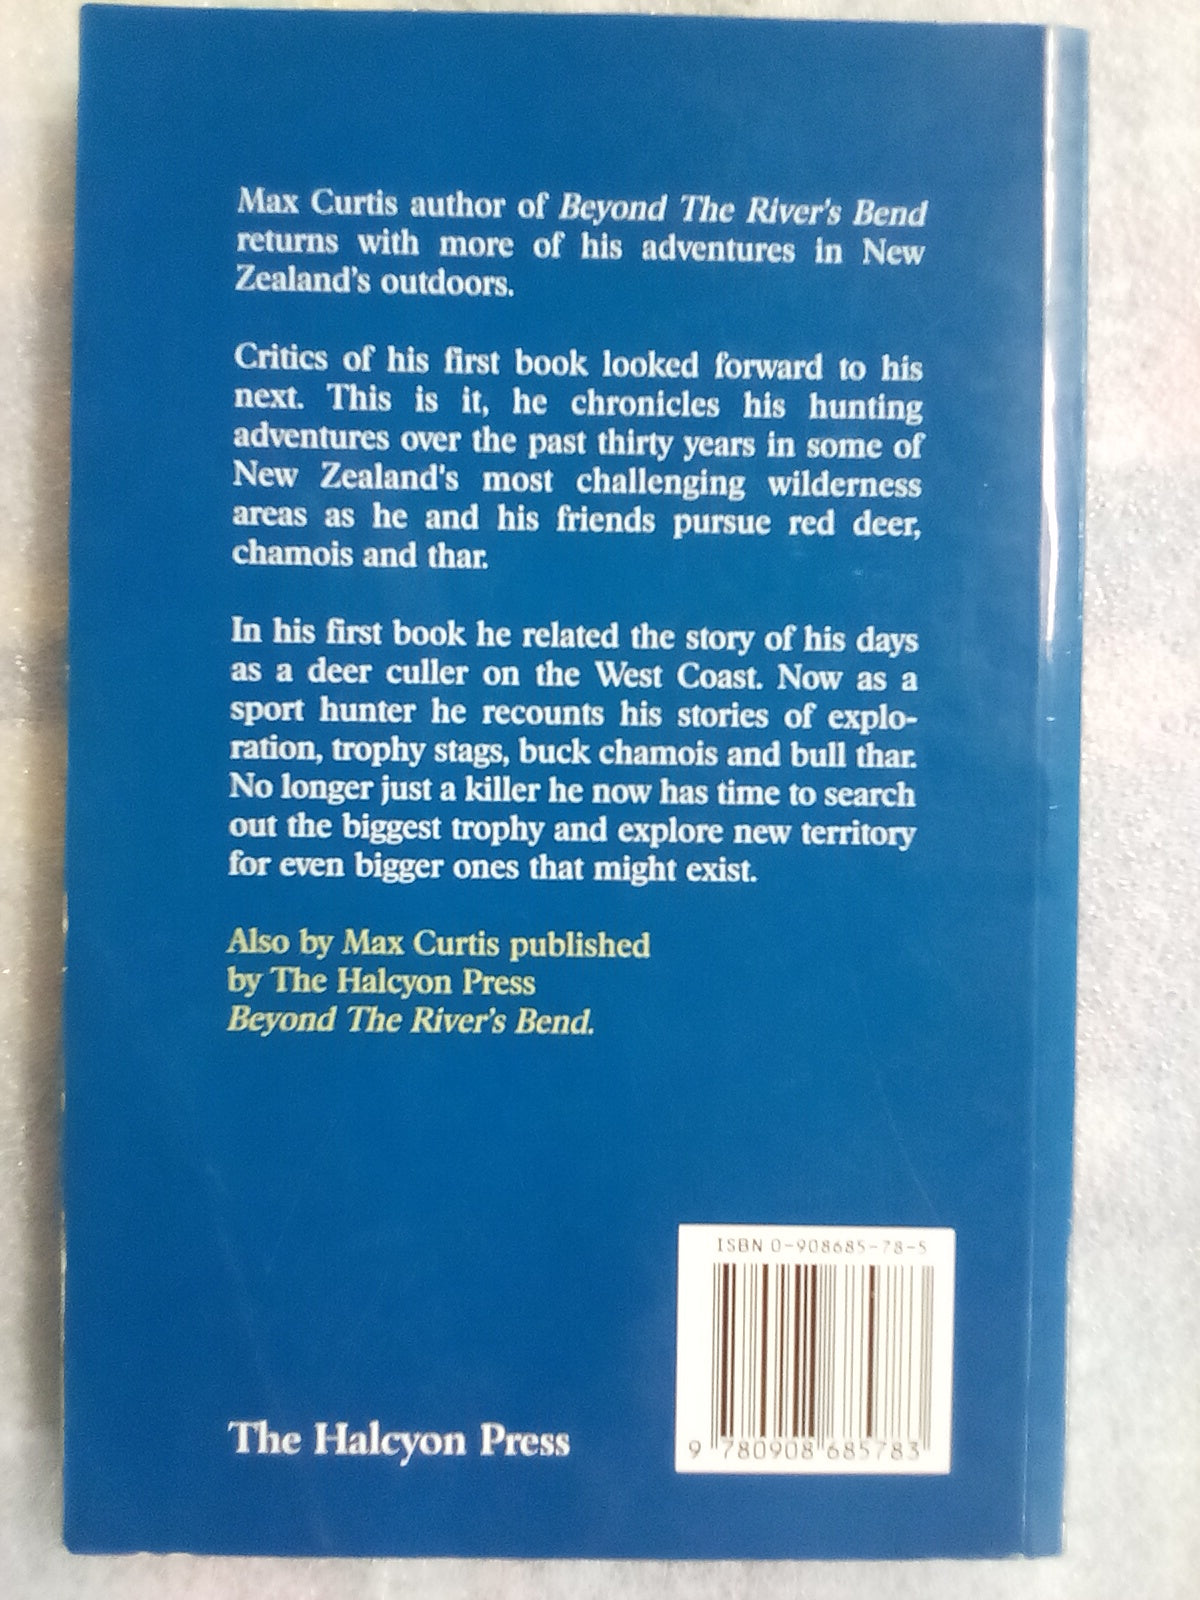 Max Curtis author of Beyond The River's Bend
returns with more of his adventures in New
Zealand's outdoors.
Critics of his first book looked forward to his
next. This is it, he chronicles his hunting
adventures over the past thirty years in some of
New Zealand's most challenging wilderness
areas as he and his friends pursue red deer,
chamois and thar.
In his first book he related the story of his days
as a deer culler on the West Coast. Now as a
sport hunter he recounts his stories of explo-
ration, trophy stags, buck chamois and bull thar.
No longer just a killer he now has time to search
out the biggest trophy and explore new territory
for even bigger ones that might exist.
Also by Max Curtis published
by The Halcyon Press
Beyond The River's Bend.
ISBN 0-908685-78-5
9 780908 685783
The Halcyon Press